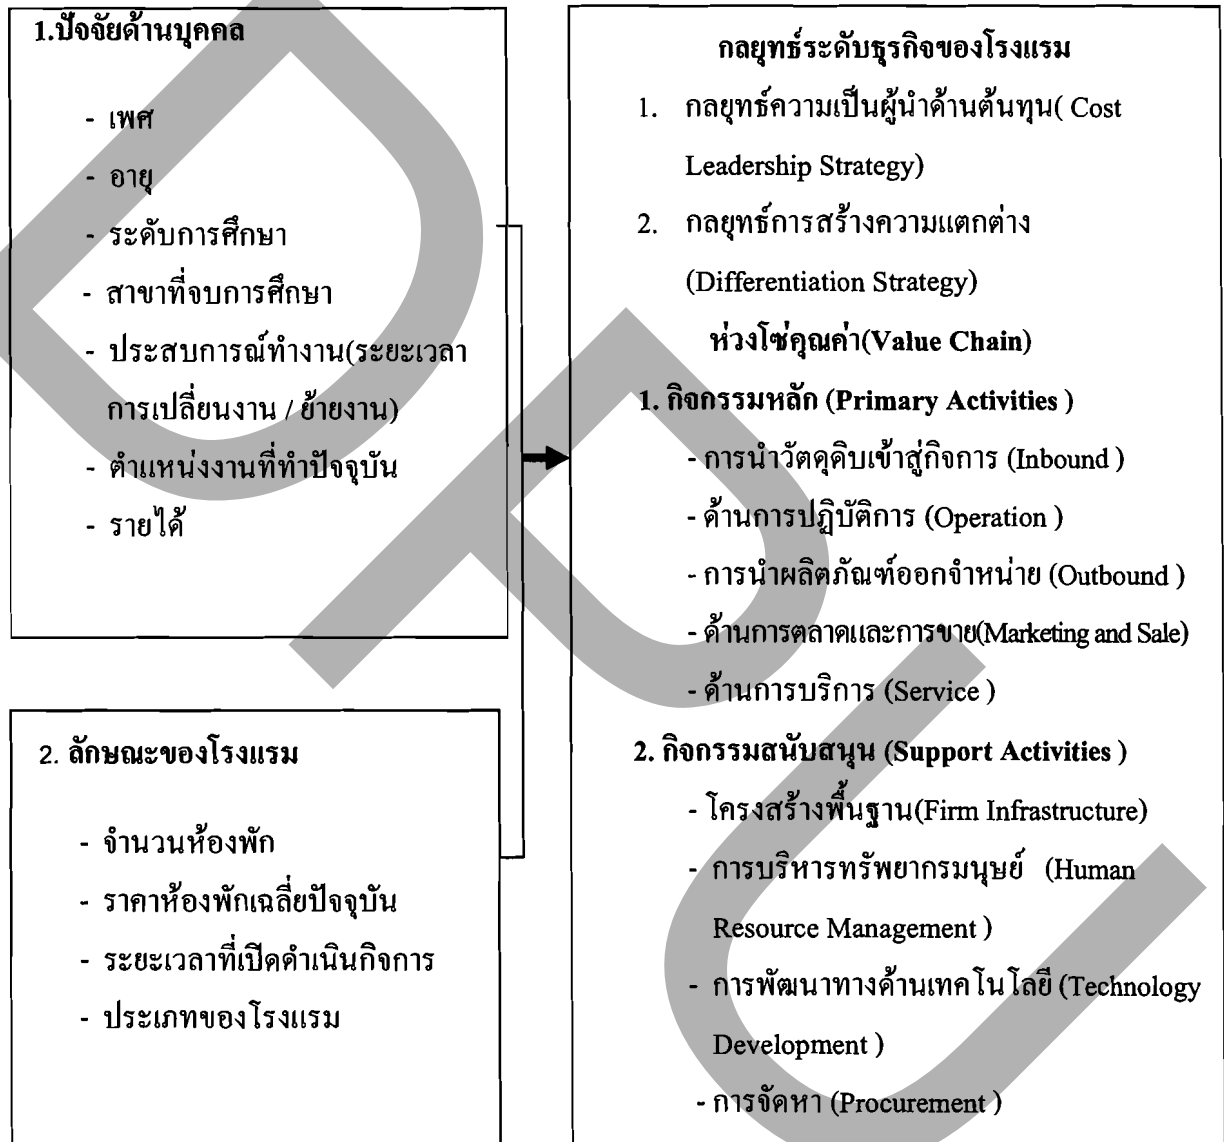 1.ปัจจัยด้านบุคคล
- เพศ
- อายุ
- ระดับการศึกษา
- สาขาที่จบการศึกษา
- ประสบการณ์ทำงาน(ระยะเวลา
การเปลี่ยนงาน / ย้ายงาน)
- ตำแหน่งงานที่ทำปัจจุบัน
- รายได้
2. ลักษณะของโรงแรม
- จำนวนห้องพัก
- ราคาห้องพักเฉลี่ยปัจจุบัน
- ระยะเวลาที่เปิดดำเนินกิจการ
- ประเภทของโรงแรม
กลยุทธ์ระดับธุรกิจของโรงแรม
1. กลยุทธ์ความเป็นผู้นำด้านต้นทุน( Cost
Leadership Strategy)
2. กลยุทธ์การสร้างความแตกต่าง
(Differentiation Strategy)
ห่วงโซ่คุณค่า(Value Chain)
1. กิจกรรมหลัก (Primary Activities )
- การนำวัตถุดิบเข้าสู่กิจการ (Inbound )
- ด้านการปฏิบัติการ (Operation )
- การนำผลิตภัณฑ์ออกจำหน่าย (Outbound )
- ด้านการตลาดและการขาย(Marketing and Sale)
- ด้านการบริการ (Service )
2. กิจกรรมสนับสนุน (Support Activities )
- โครงสร้างพื้นฐาน(Firm Infrastructure)
- การบริหารทรัพยากรมนุษย์ (Human
Resource Management )
- การพัฒนาทางด้านเทคโนโลยี (Technology
Development )
- การจัดหา (Procurement )
DPU